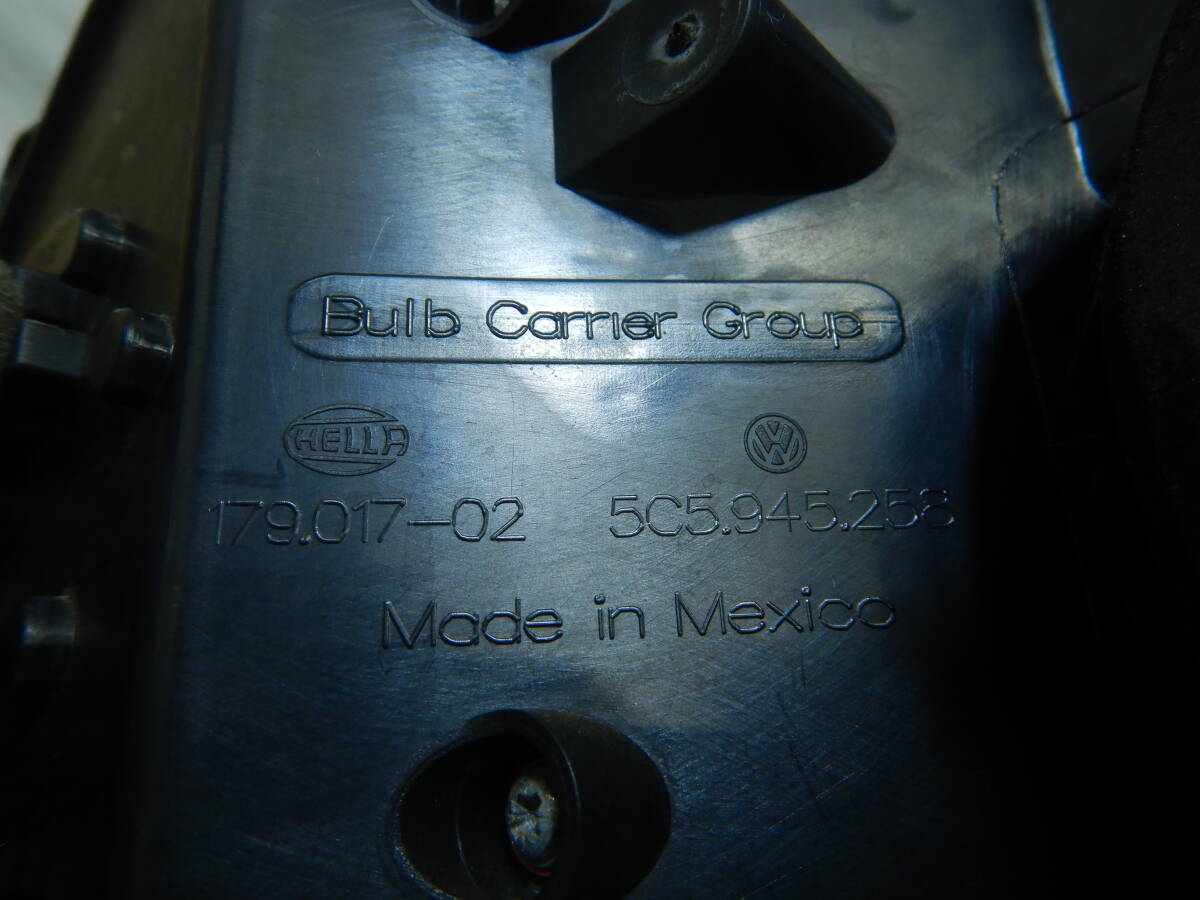 Bulb Carrier Group
HELLA
179.017-02 5C5.945.258
Made in Mexico